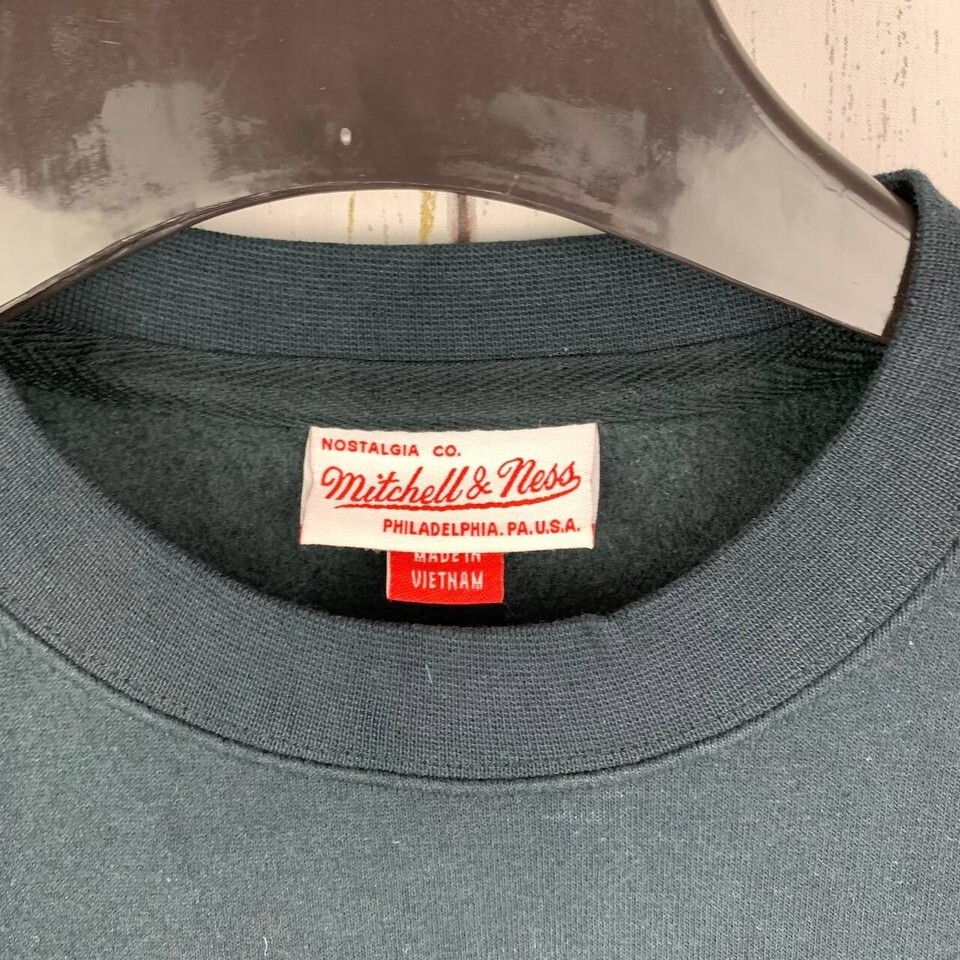 NOSTALGIA CO.
Mitchell & Ness
PHILADELPHIA. PA. U.S.A.
MADE IN
VIETNAM